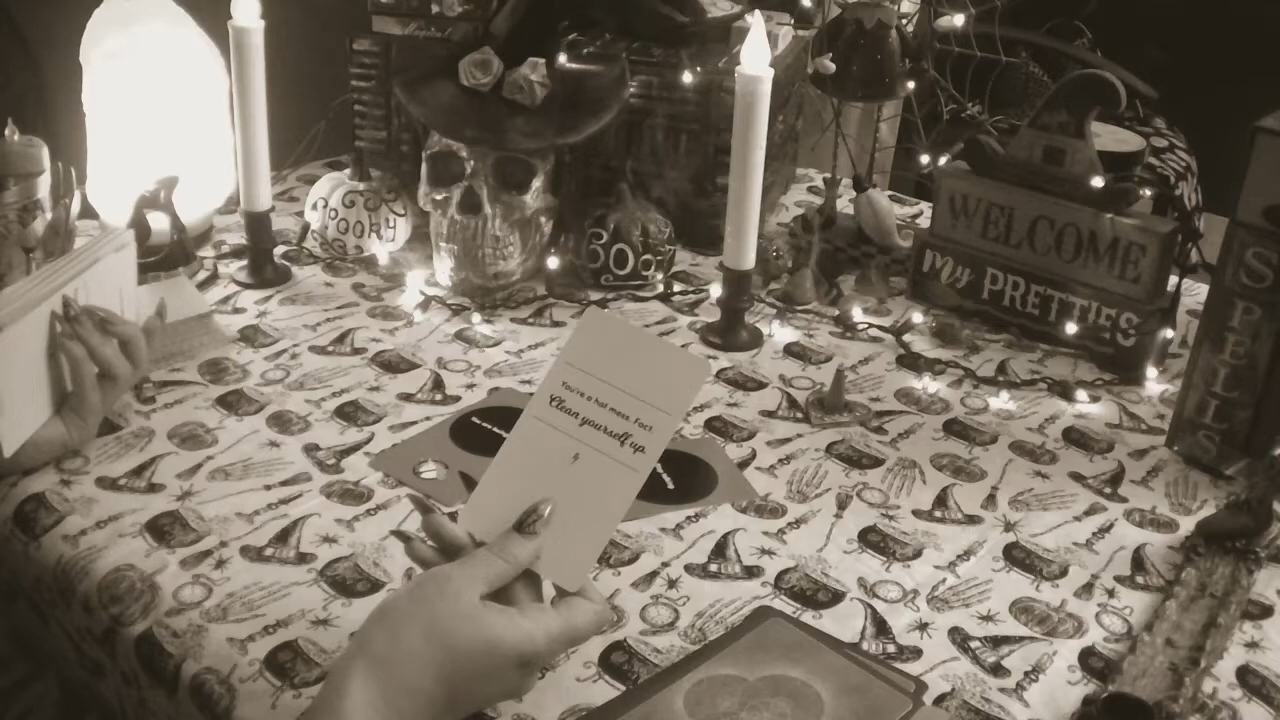 Spooky
Boo
WELCOME
My PRETTIES
SPELLS
You're a hot mess. Fact.
Clean yourself up.